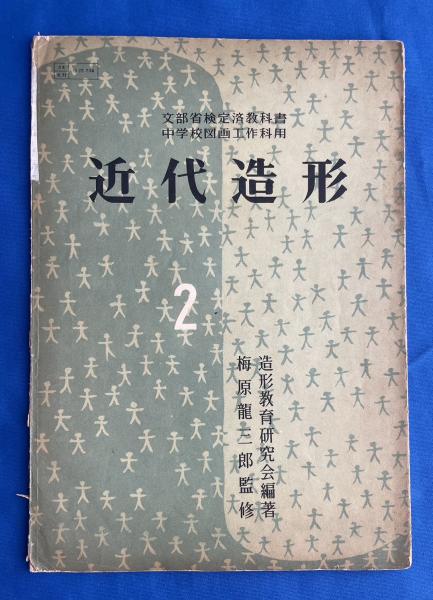 文部省検定済教科書
中学校図画工作科用
近代造形
2
造形教育研究会編著
梅原龍三郎監修